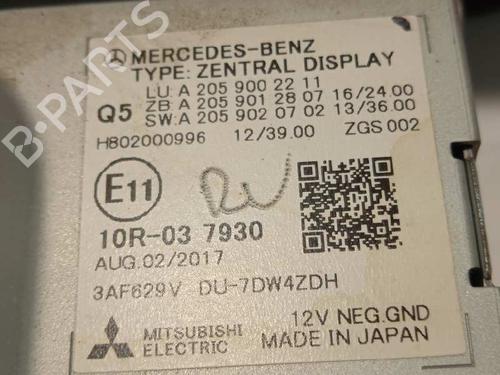 MERCEDES-BENZ
TYPE: ZENTRAL DISPLAY
LU: A 205 900 22 11
Q5 ZB: A 205 901 28 07 16/24.00
SW: A 205 902 07 02 13/36.00
H802000996 12/39.00 ZGS 002
E11
RV
10R-03 7930
AUG.02/2017
3AF629V DU-7DW4ZDH
MITSUBISHI ELECTRIC
12V NEG.GND
MADE IN JAPAN
B-Parts